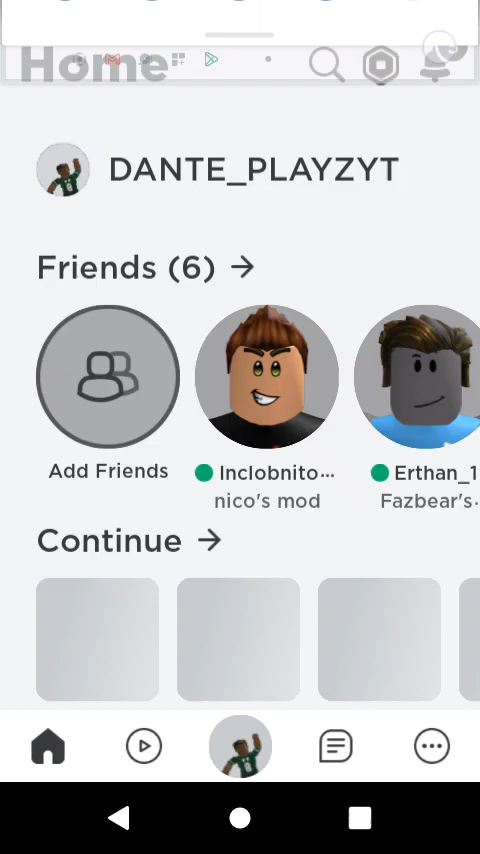 Home
DANTE_PLAYZYT
Friends (6) →
Add Friends
Inclobnito...
Erthan_1
nico's mod
Fazbear's.
Continue →